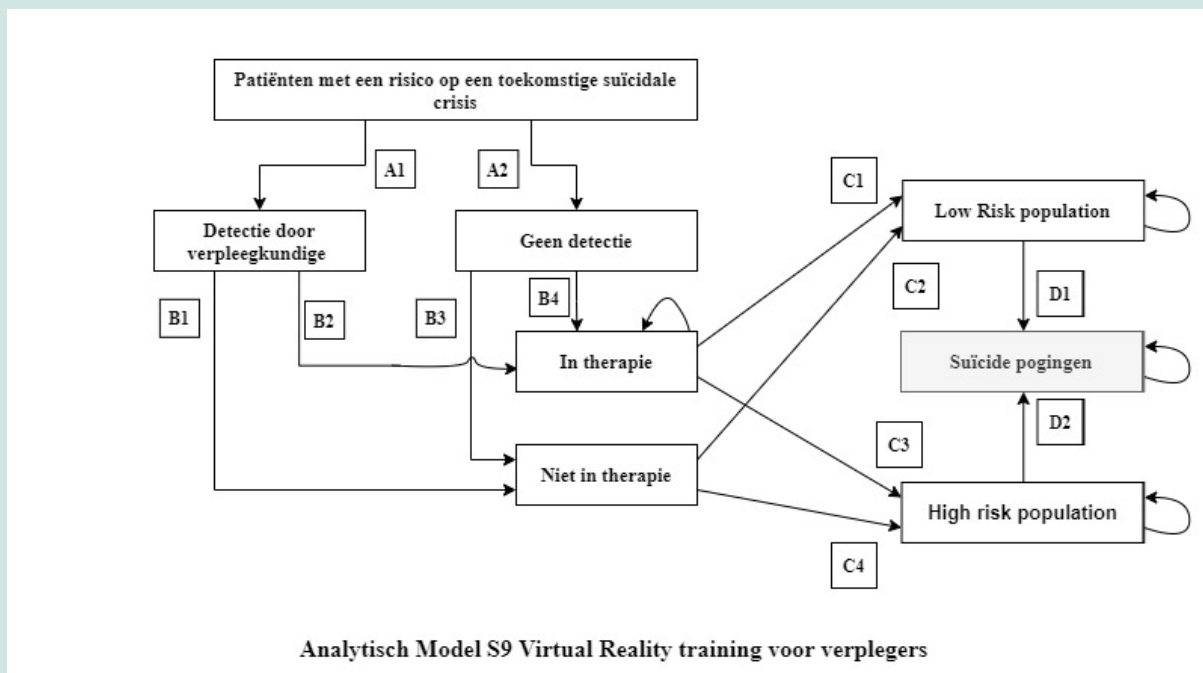 Patiënten met een risico op een toekomstige suïcidale
crisis
A1
A2
C1
Low Risk population
Detectie door
verpleegkundige
Geen detectie
B1
B2
B3
B4
C2
D1
In therapie
Suïcide pogingen
D2
C3
Niet in therapie
High risk population
C4
Analytisch Model S9 Virtual Reality training voor verplegers